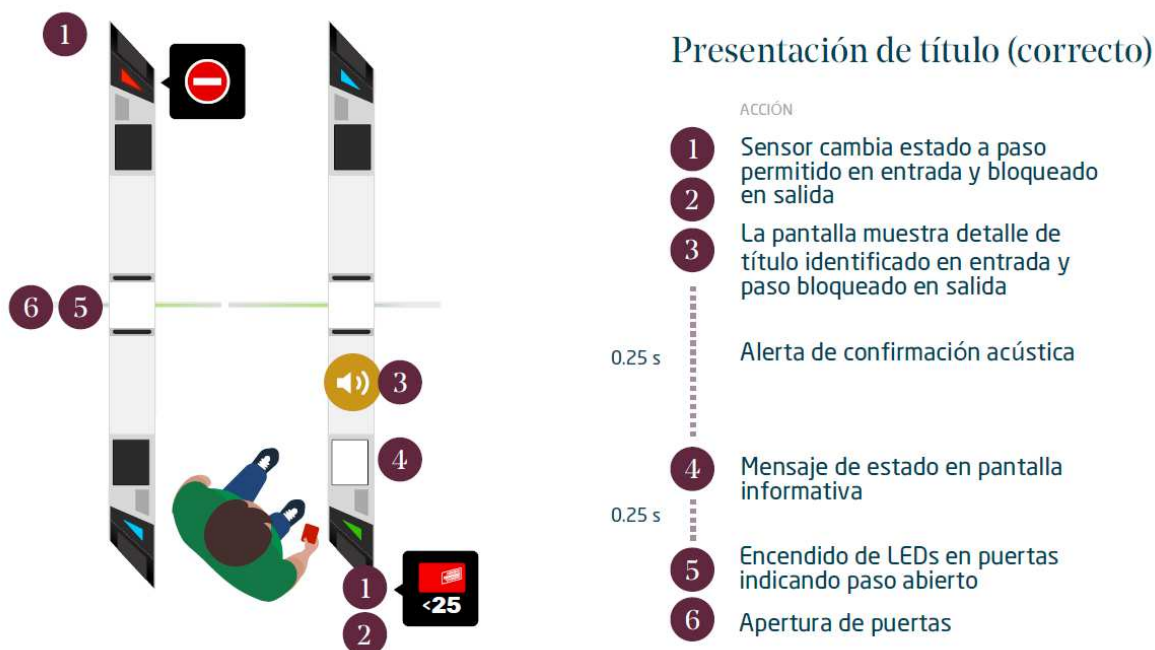 1
6 5
3
4
1
<25
2
Presentación de título (correcto)
ACCIÓN
1
Sensor cambia estado a paso
permitido en entrada y bloqueado
2
en salida
3
La pantalla muestra detalle de
título identificado en entrada y
paso bloqueado en salida
0.25 s
Alerta de confirmación acústica
4
Mensaje de estado en pantalla
informativa
0.25 s
5
Encendido de LEDs en puertas
indicando paso abierto
6
Apertura de puertas